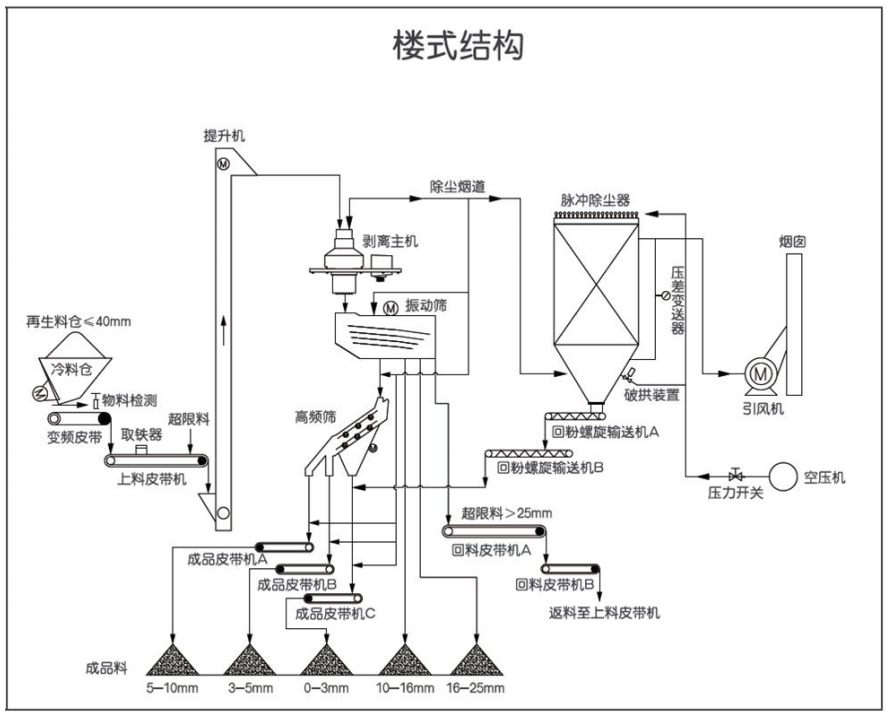 楼式结构
提升机
M
除尘烟道
脉冲除尘器
剥离主机
烟囱
压差变送器
M
振动筛
再生料仓≤40mm
冷料仓
M
物料检测
高频筛
超限料
变频皮带
取铁器
上料皮带机
M
破拱装置
M
引风机
回粉螺旋输送机A
回粉螺旋输送机B
压力开关
空压机
超限料>25mm
回料皮带机A
成品皮带机A
成品皮带机B
回料皮带机B
成品皮带机C
返料至上料皮带机
成品料
5-10mm
3-5mm
0-3mm
10-16mm
16-25mm